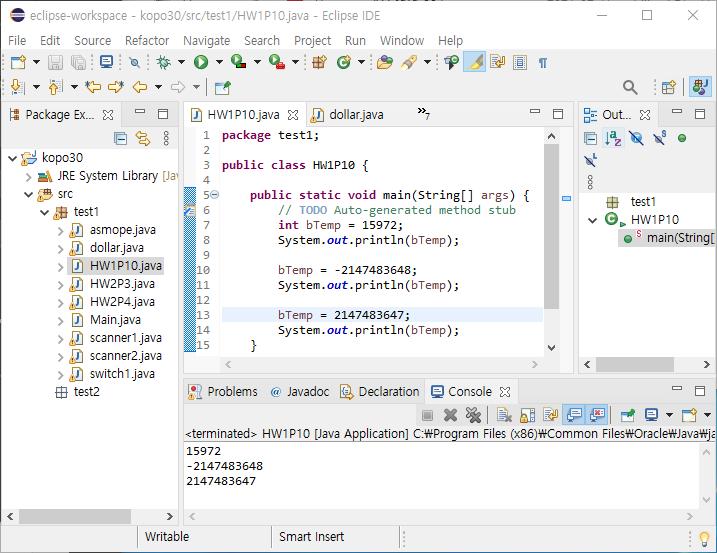 eclipse-workspace - kopo30/src/test1/HW1P10.java - Eclipse IDE
File Edit Source Refactor Navigate Search Project Run Window Help
Package Ex...
kopo30
JRE System Library [Jav
src
test1
asmope.java
dollar.java
HW1P10.java
HW2P3.java
HW2P4.java
Main.java
scanner1.java
scanner2.java
switch1.java
test2
HW1P10.java dollar.java »7
1 package test1;
2
3 public class HW1P10 {
4
5 public static void main(String[] args) {
6 // TODO Auto-generated method stub
7 int bTemp = 15972;
8 System.out.println(bTemp);
9
10 bTemp = -2147483648;
11 System.out.println(bTemp);
12
13 bTemp = 2147483647;
14 System.out.println(bTemp);
15 }
Out...
test1
HW1P10
main(String[
Problems @ Javadoc Declaration Console
<terminated> HW1P10 [Java Application] C:₩Program Files (x86)₩Common Files₩Oracle₩Java₩ja
15972
-2147483648
2147483647
Writable Smart Insert